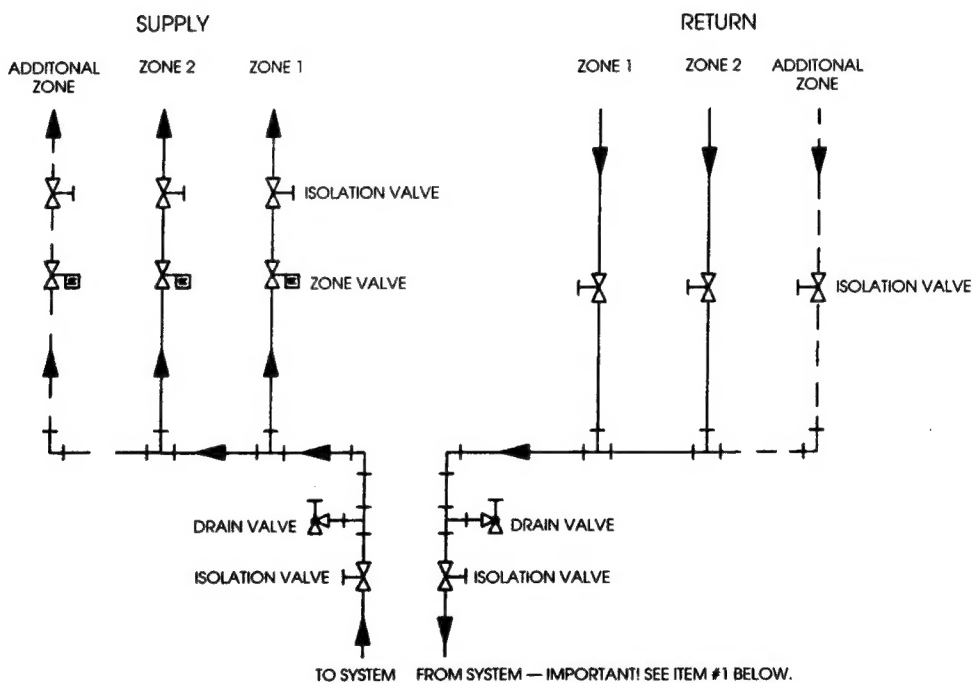 SUPPLY
RETURN
ADDITONAL
ZONE
ZONE 2
ZONE 1
ZONE 1
ZONE 2
ADDITONAL
ZONE
ISOLATION VALVE
ZONE VALVE
ISOLATION VALVE
DRAIN VALVE
DRAIN VALVE
ISOLATION VALVE
ISOLATION VALVE
TO SYSTEM
FROM SYSTEM — IMPORTANT! SEE ITEM #1 BELOW.